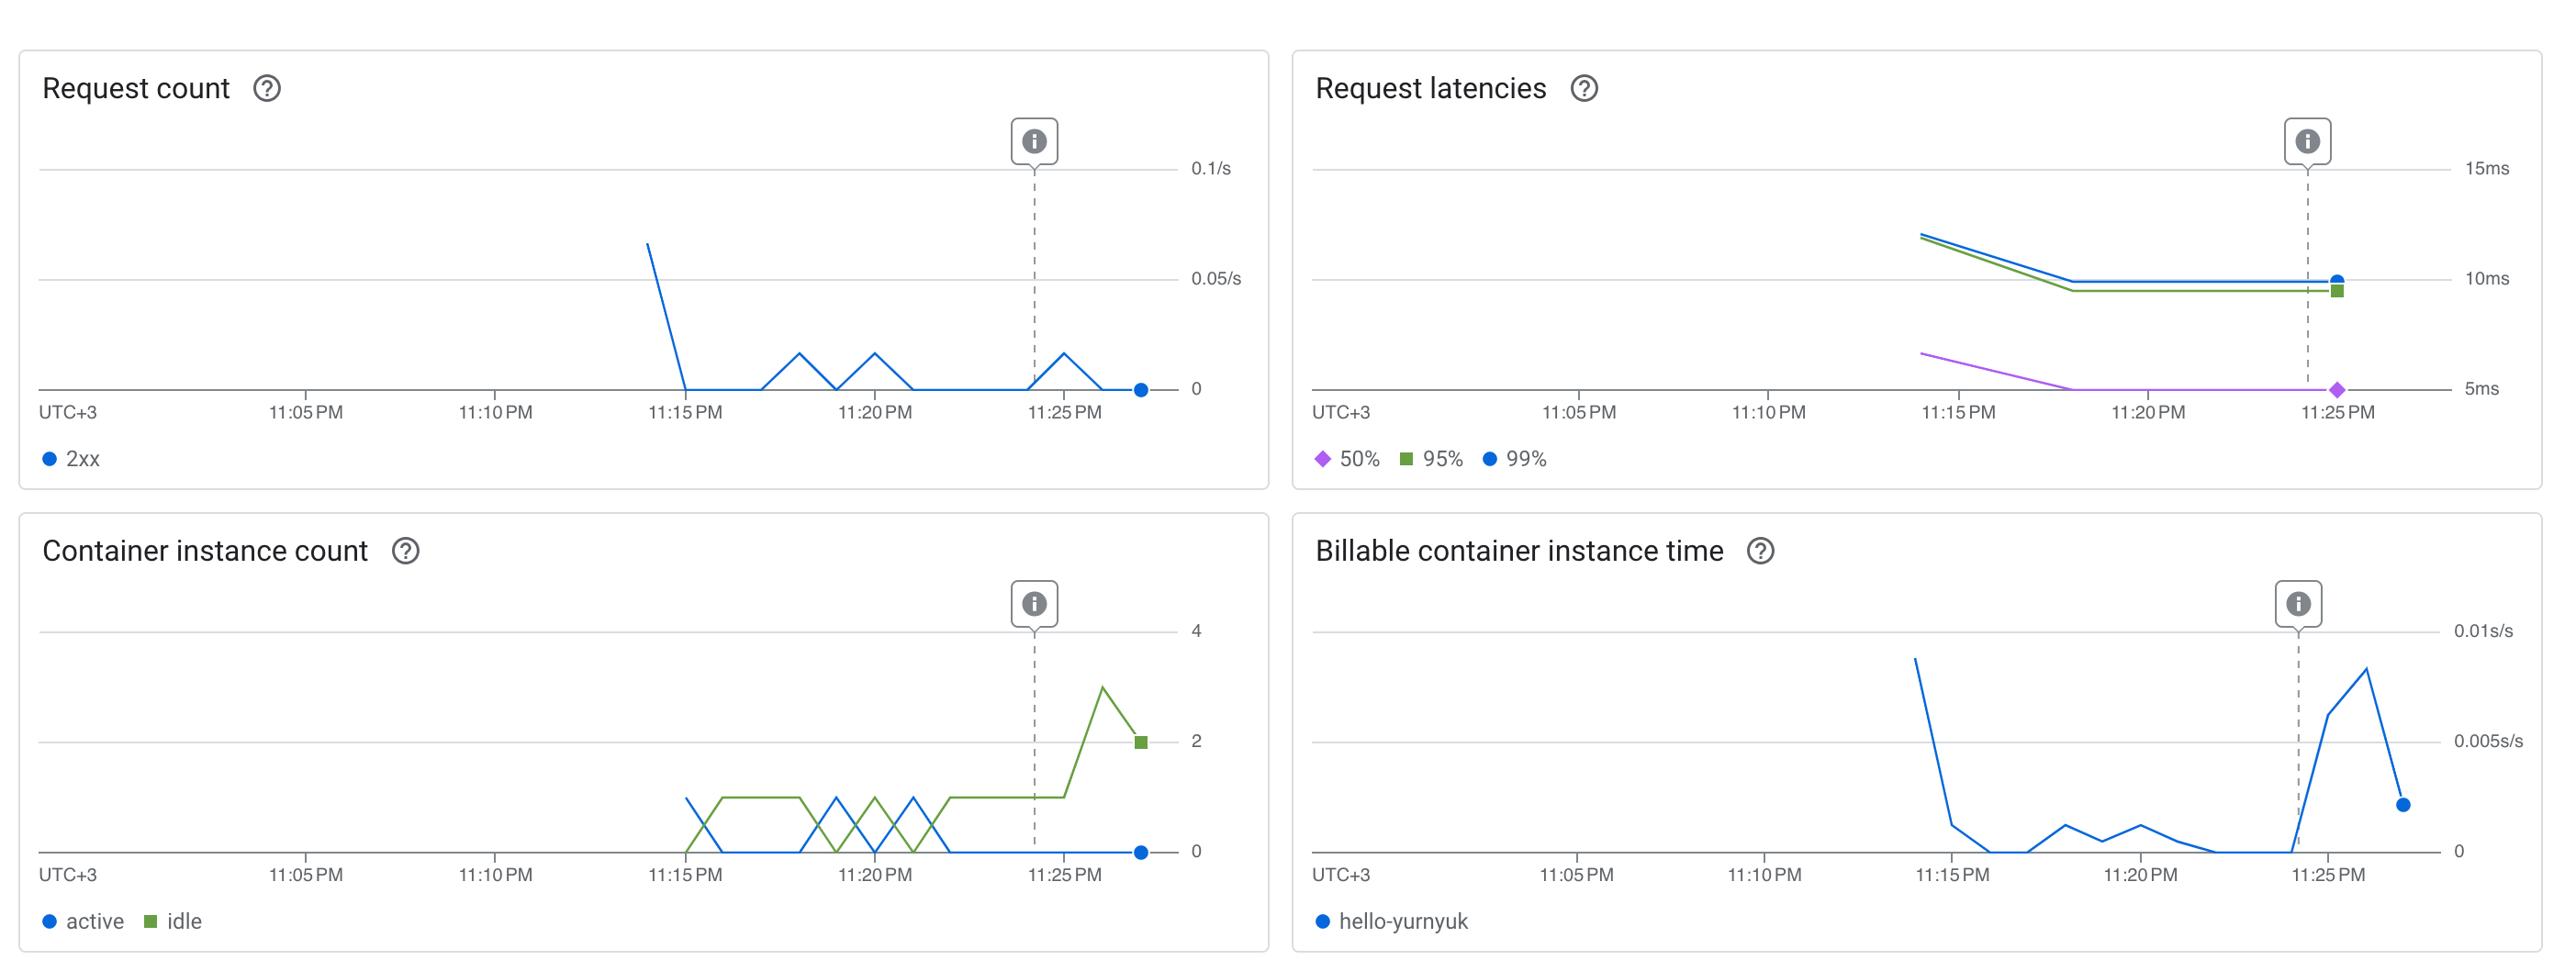 Request count
0.1/s
0.05/s
0
UTC+3 11:05 PM 11:10 PM 11:15 PM 11:20 PM 11:25 PM
2xx
Request latencies
15ms
10ms
5ms
UTC+3 11:05 PM 11:10 PM 11:15 PM 11:20 PM 11:25 PM
50% 95% 99%
Container instance count
4
2
0
UTC+3 11:05 PM 11:10 PM 11:15 PM 11:20 PM 11:25 PM
active idle
Billable container instance time
0.01s/s
0.005s/s
0
UTC+3 11:05 PM 11:10 PM 11:15 PM 11:20 PM 11:25 PM
hello-yurnyuk